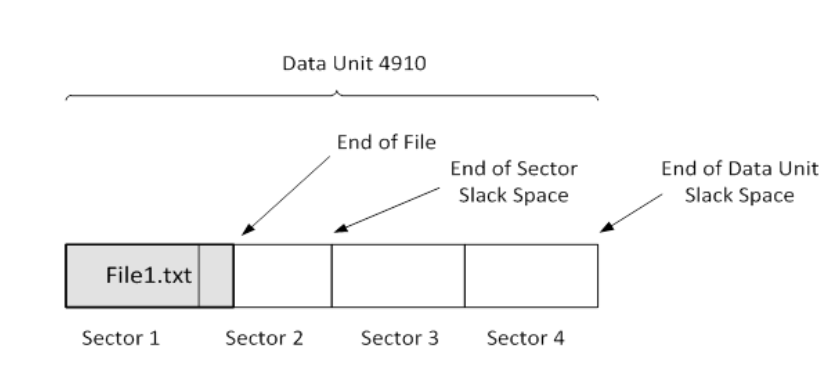 Data Unit 4910
End of File
End of Sector
Slack Space
End of Data Unit
Slack Space
File1.txt
Sector 1
Sector 2
Sector 3
Sector 4